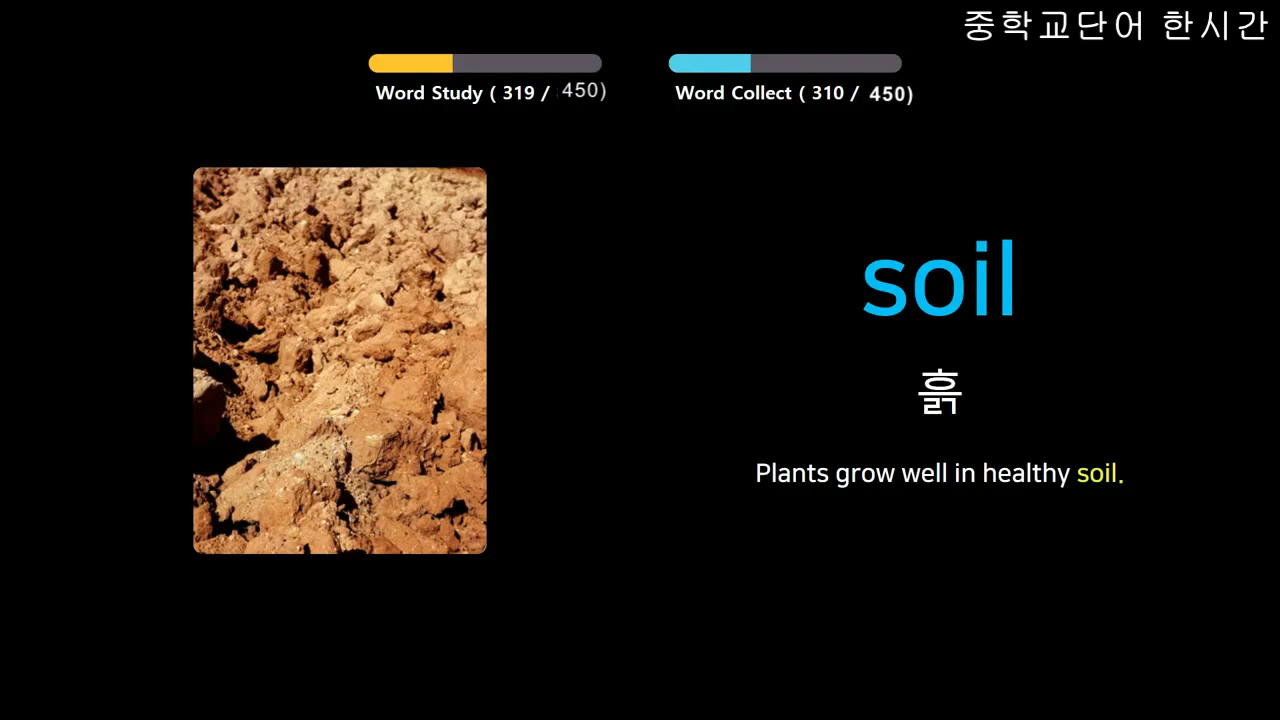 중학교단어 한시간
Word Study ( 319 / 450)
Word Collect ( 310 / 450)
soil
흙
Plants grow well in healthy soil.